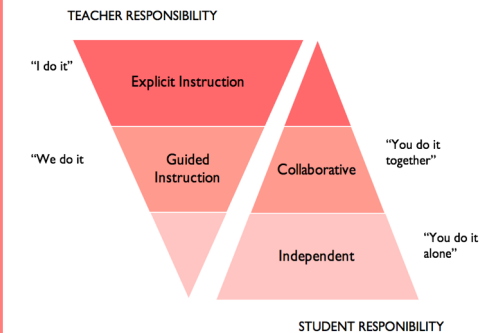 TEACHER RESPONSIBILITY
“I do it”
Explicit Instruction
“We do it
Guided
Instruction
Collaborative
“You do it
together”
Independent
“You do it
alone”
STUDENT RESPONIBILITY